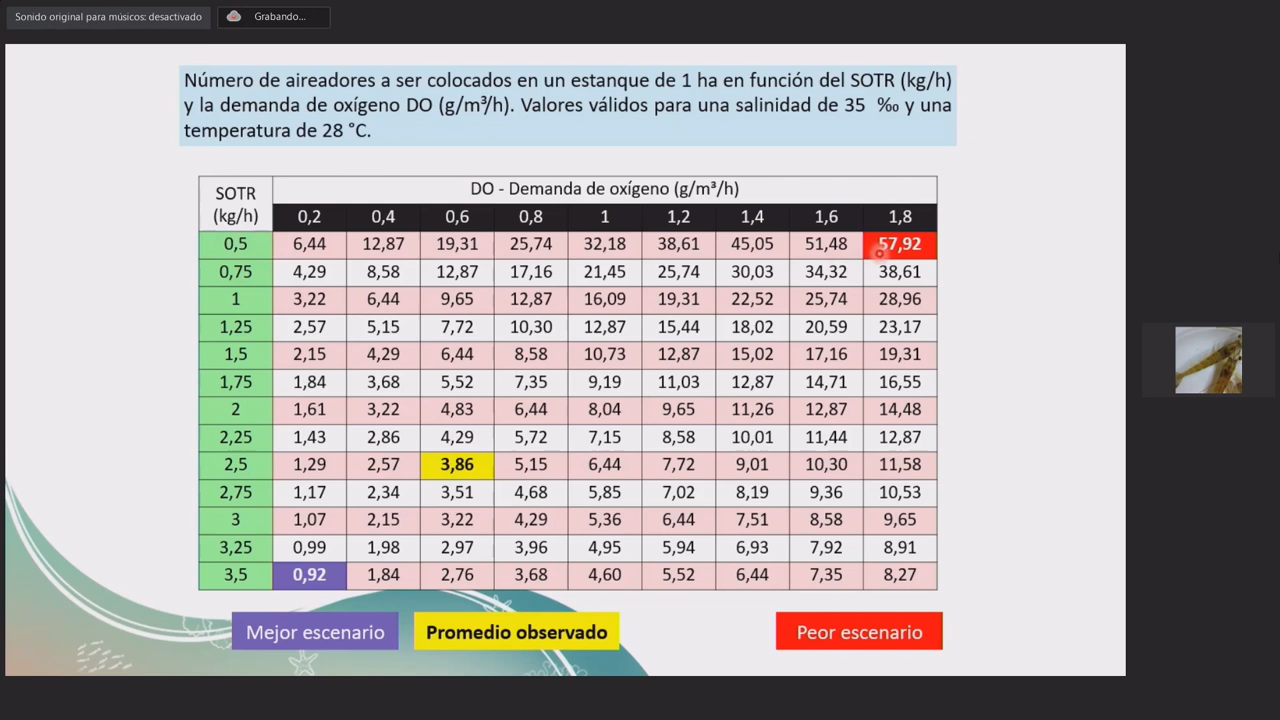 Sonido original para músicos: desactivado
Grabando...
Número de aireadores a ser colocados en un estanque de 1 ha en función del SOTR (kg/h)
y la demanda de oxígeno DO (g/m³/h). Valores válidos para una salinidad de 35 ‰ y una
temperatura de 28 °C.
SOTR (kg/h) DO - Demanda de oxígeno (g/m³/h)
0,2 0,4 0,6 0,8 1 1,2 1,4 1,6 1,8
0,5 6,44 12,87 19,31 25,74 32,18 38,61 45,05 51,48 57,92
0,75 4,29 8,58 12,87 17,16 21,45 25,74 30,03 34,32 38,61
1 3,22 6,44 9,65 12,87 16,09 19,31 22,52 25,74 28,96
1,25 2,57 5,15 7,72 10,30 12,87 15,44 18,02 20,59 23,17
1,5 2,15 4,29 6,44 8,58 10,73 12,87 15,02 17,16 19,31
1,75 1,84 3,68 5,52 7,35 9,19 11,03 12,87 14,71 16,55
2 1,61 3,22 4,83 6,44 8,04 9,65 11,26 12,87 14,48
2,25 1,43 2,86 4,29 5,72 7,15 8,58 10,01 11,44 12,87
2,5 1,29 2,57 3,86 5,15 6,44 7,72 9,01 10,30 11,58
2,75 1,17 2,34 3,51 4,68 5,85 7,02 8,19 9,36 10,53
3 1,07 2,15 3,22 4,29 5,36 6,44 7,51 8,58 9,65
3,25 0,99 1,98 2,97 3,96 4,95 5,94 6,93 7,92 8,91
3,5 0,92 1,84 2,76 3,68 4,60 5,52 6,44 7,35 8,27
Mejor escenario
Promedio observado
Peor escenario